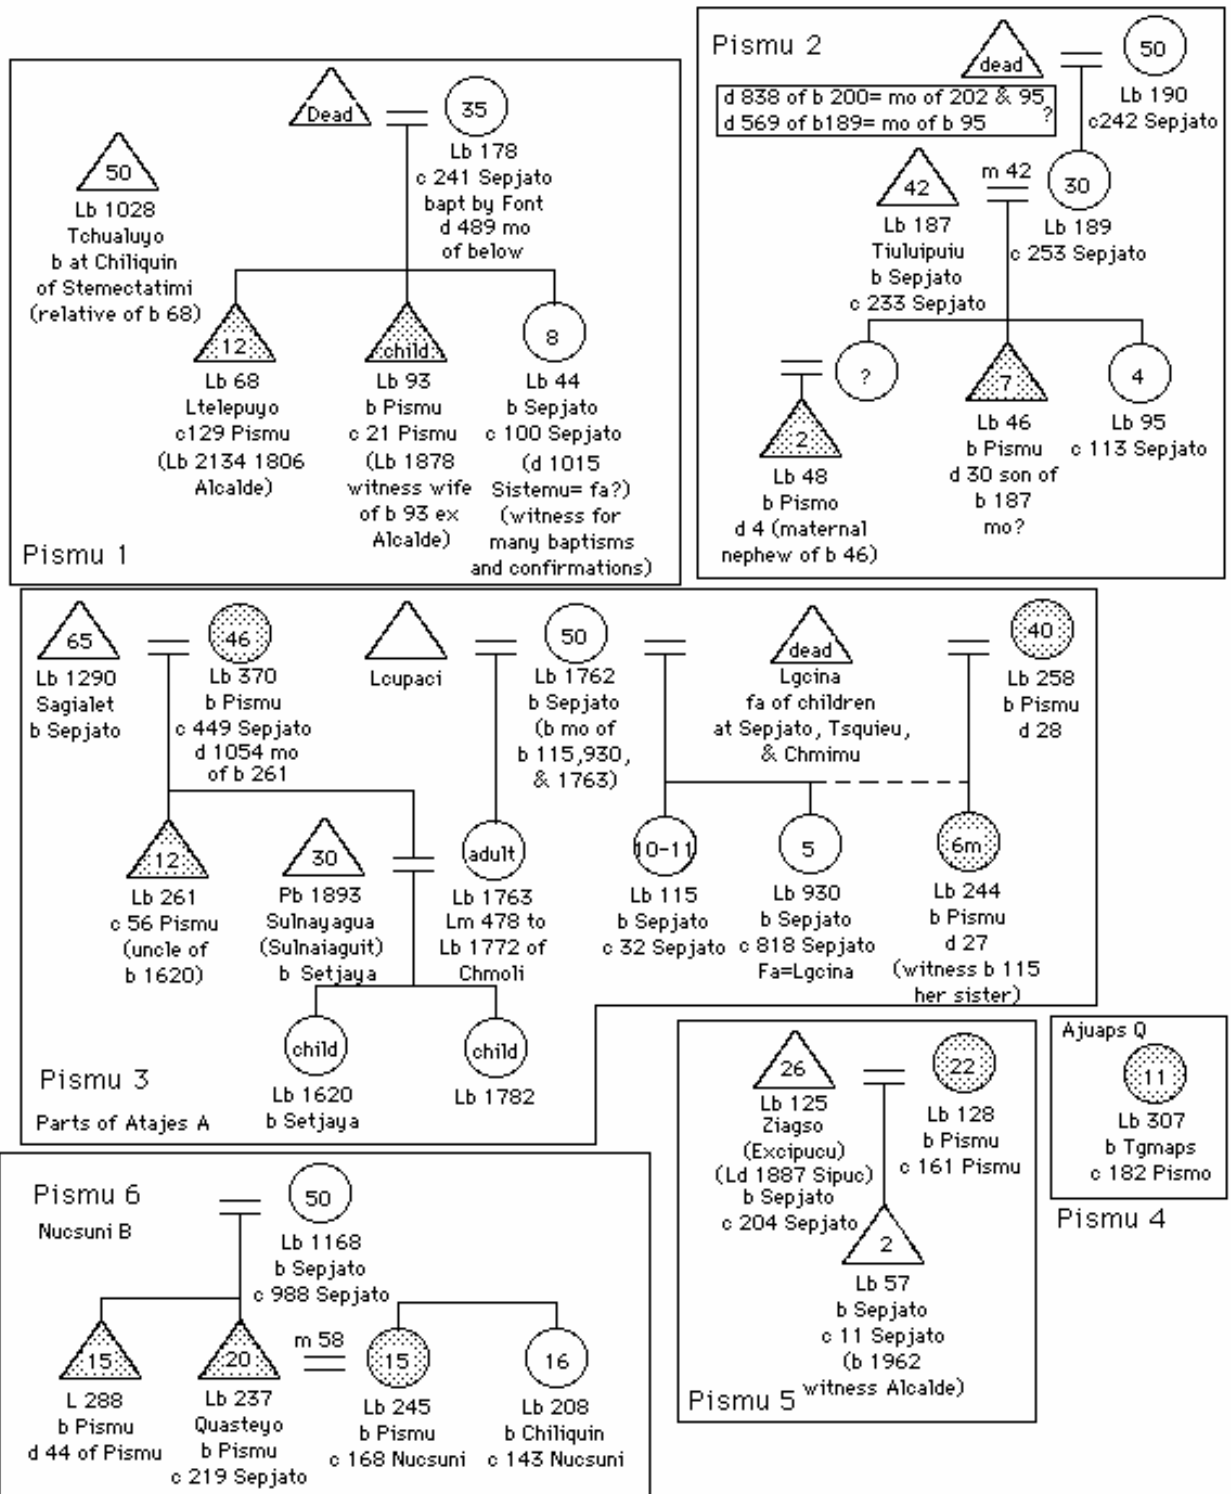 Dead
35
Lb 178
c 241 Sepjato
bapt by Font
d 489 mo
of below
50
Lb 1028
Tchualuyo
b at Chiliquin
of Stemectatimi
(relative of b 68)
12
Lb 68
Ltelepuyo
c129 Pismu
(Lb 2134 1806
Alcalde)
child
Lb 93
b Pismu
c 21 Pismu
(Lb 1878
witness wife
of b 93 ex
Alcalde)
8
Lb 44
b Sepjato
c 100 Sepjato
(d 1015
Sistemu= fa?)
(witness for
many baptisms
and confirmations)
Pismu 1
Pismu 2
dead
50
Lb 190
c242 Sepjato
d 838 of b 200= mo of 202 & 95
d 569 of b189= mo of b 95
?
42
m 42
30
Lb 187
Tiuluipuiu
b Sepjato
c 233 Sepjato
Lb 189
c 253 Sepjato
?
2
Lb 48
b Pismo
d 4 (maternal
nephew of b 46)
7
Lb 46
b Pismu
d 30 son of
b 187
mo?
4
Lb 95
c 113 Sepjato
65
Lb 1290
Sagialet
b Sepjato
46
Lb 370
b Pismu
c 449 Sepjato
d 1054 mo
of b 261
Lcupaci
50
Lb 1762
b Sepjato
(b mo of
b 115,930,
& 1763)
dead
Lgcina
fa of children
at Sepjato, Tsquieu,
& Chmimu
40
Lb 258
b Pismu
d 28
12
Lb 261
c 56 Pismu
(uncle of
b 1620)
30
Pb 1893
Sulnayagua
(Sulnaiaguit)
b Setjaya
adult
Lb 1763
Lm 478 to
Lb 1772 of
Chmoli
10-11
Lb 115
b Sepjato
c 32 Sepjato
5
Lb 930
b Sepjato
c 818 Sepjato
Fa=Lgcina
6m
Lb 244
b Pismu
d 27
(witness b 115
her sister)
child
Lb 1620
b Setjaya
child
Lb 1782
Pismu 3
Parts of Atajes A
26
Lb 125
Ziagso
(Excipucu)
(Ld 1887 Sipuc)
b Sepjato
c 204 Sepjato
22
Lb 128
b Pismu
c 161 Pismu
2
Lb 57
b Sepjato
c 11 Sepjato
(b 1962
witness Alcalde)
Pismu 5
Ajuaps Q
11
Lb 307
b Tgmaps
c 182 Pismo
Pismu 4
Pismu 6
Nucsuni B
50
Lb 1168
b Sepjato
c 988 Sepjato
15
L 288
b Pismu
d 44 of Pismu
20
Lb 237
Quasteyo
b Pismu
c 219 Sepjato
m 58
15
Lb 245
b Pismu
c 168 Nucsuni
16
Lb 208
b Chiliquin
c 143 Nucsuni